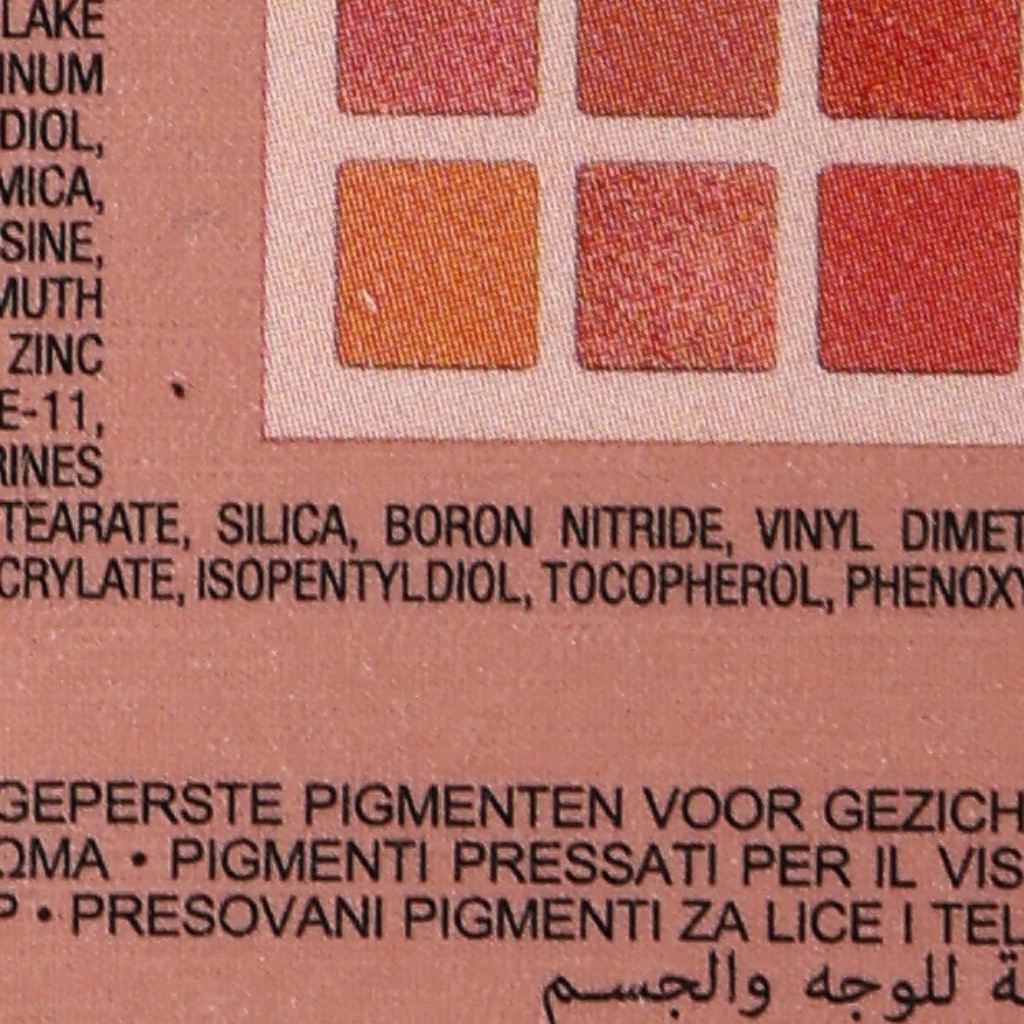 LAKE
INUM
DIOL,
MICA,
SINE,
MUTH
ZINC
E-11,
RINES
TEARATE, SILICA, BORON NITRIDE, VINYL DIMET
CRYLATE, ISOPENTYLDIOL, TOCOPHEROL, PHENOXY
GEPERSTE PIGMENTEN VOOR GEZICH
ΩΜΑ • PIGMENTI PRESSATI PER IL VIS
P • PRESOVANI PIGMENTI ZA LICE I TEL
ة للوجه والجسم